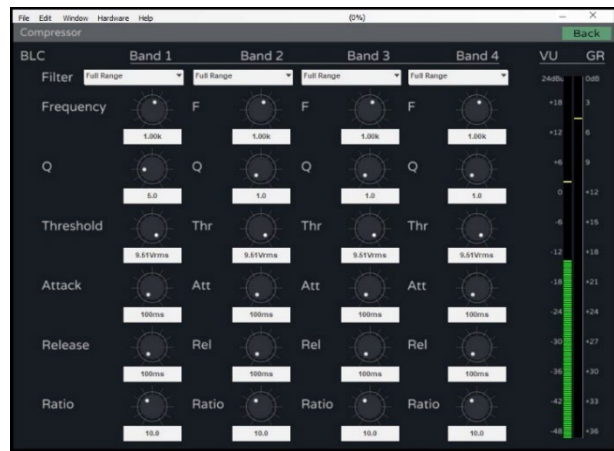 File Edit Window Hardware Help (0%)
Compressor Back
BLC Band 1 Band 2 Band 3 Band 4 VU GR
Filter Full Range Full Range Full Range Full Range 24dBu 0dB
+18 3
Frequency F F F
+12 6
1.00k 1.00k 1.00k 1.00k
+6 9
Q Q Q Q
0 +12
5.0 1.0 1.0 1.0
Threshold Thr Thr Thr -6 +15
9.51Vrms 9.51Vrms 9.51Vrms 9.51Vrms -12 +18
Attack Att Att Att -18 +21
100ms 100ms 100ms 100ms -24 +24
Release Rel Rel Rel -30 +27
100ms 100ms 100ms 100ms -36 +30
Ratio Ratio Ratio Ratio -42 +33
10.0 10.0 10.0 10.0 -48 +36